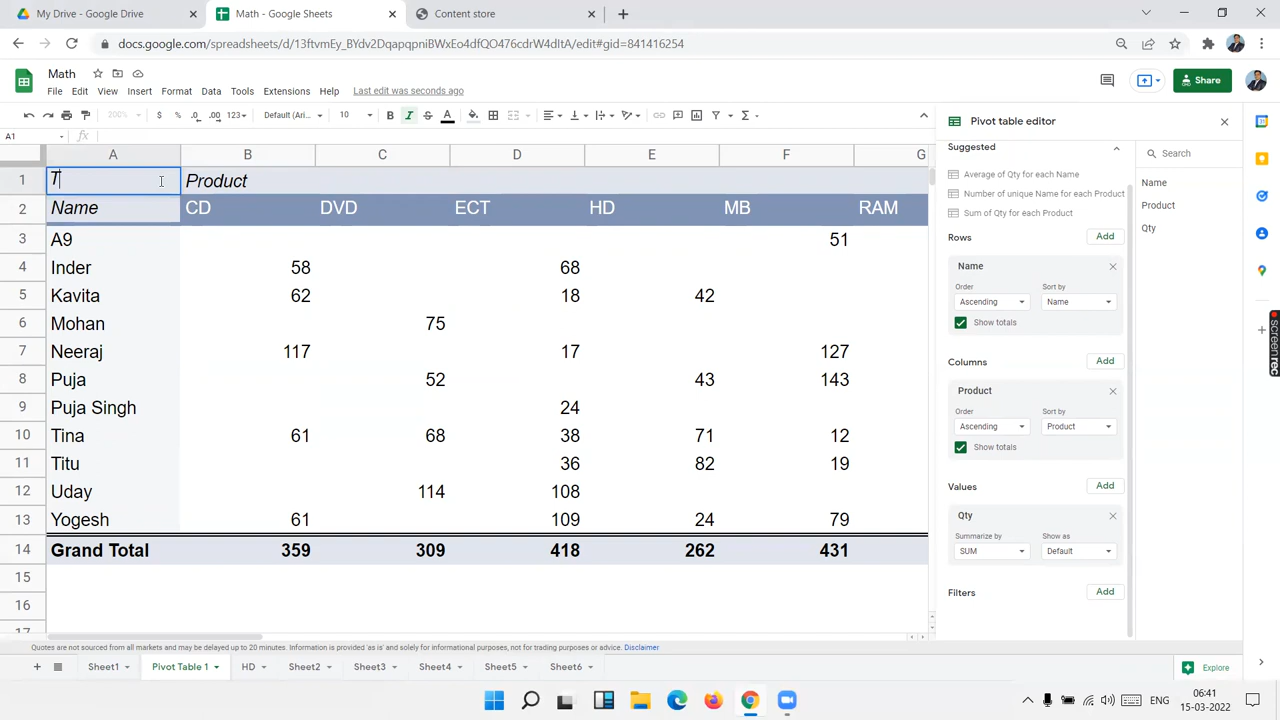 My Drive - Google Drive
Math - Google Sheets
Content store
docs.google.com/spreadsheets/d/13ftvmEy_BYdv2DqapqpniBWxEo4dfQO476cdrW4dItA/edit#gid=841416254
Math
File Edit View Insert Format Data Tools Extensions Help Last edit was seconds ago
Share
200% $ % .0 .00 123 Default (Ari... 10 B I S A
A1 fx
A B C D E F G
1 T Product
2 Name CD DVD ECT HD MB RAM
3 A9 51
4 Inder 58 68
5 Kavita 62 18 42
6 Mohan 75
7 Neeraj 117 17 127
8 Puja 52 43 143
9 Puja Singh 24
10 Tina 61 68 38 71 12
11 Titu 36 82 19
12 Uday 114 108
13 Yogesh 61 109 24 79
14 Grand Total 359 309 418 262 431
15
16
17
Pivot table editor
Suggested
Average of Qty for each Name
Number of unique Name for each Product
Sum of Qty for each Product
Rows Add
Name
Order Sort by
Ascending Name
Show totals
Columns Add
Product
Order Sort by
Ascending Product
Show totals
Values Add
Qty
Summarize by Show as
SUM Default
Filters Add
Search
Name
Product
Qty
screenrec
Quotes are not sourced from all markets and may be delayed up to 20 minutes. Information is provided 'as is' and solely for informational purposes, not for trading purposes or advice. Disclaimer
Sheet1 Pivot Table 1 HD Sheet2 Sheet3 Sheet4 Sheet5 Sheet6
Explore
ENG
06:41
15-03-2022